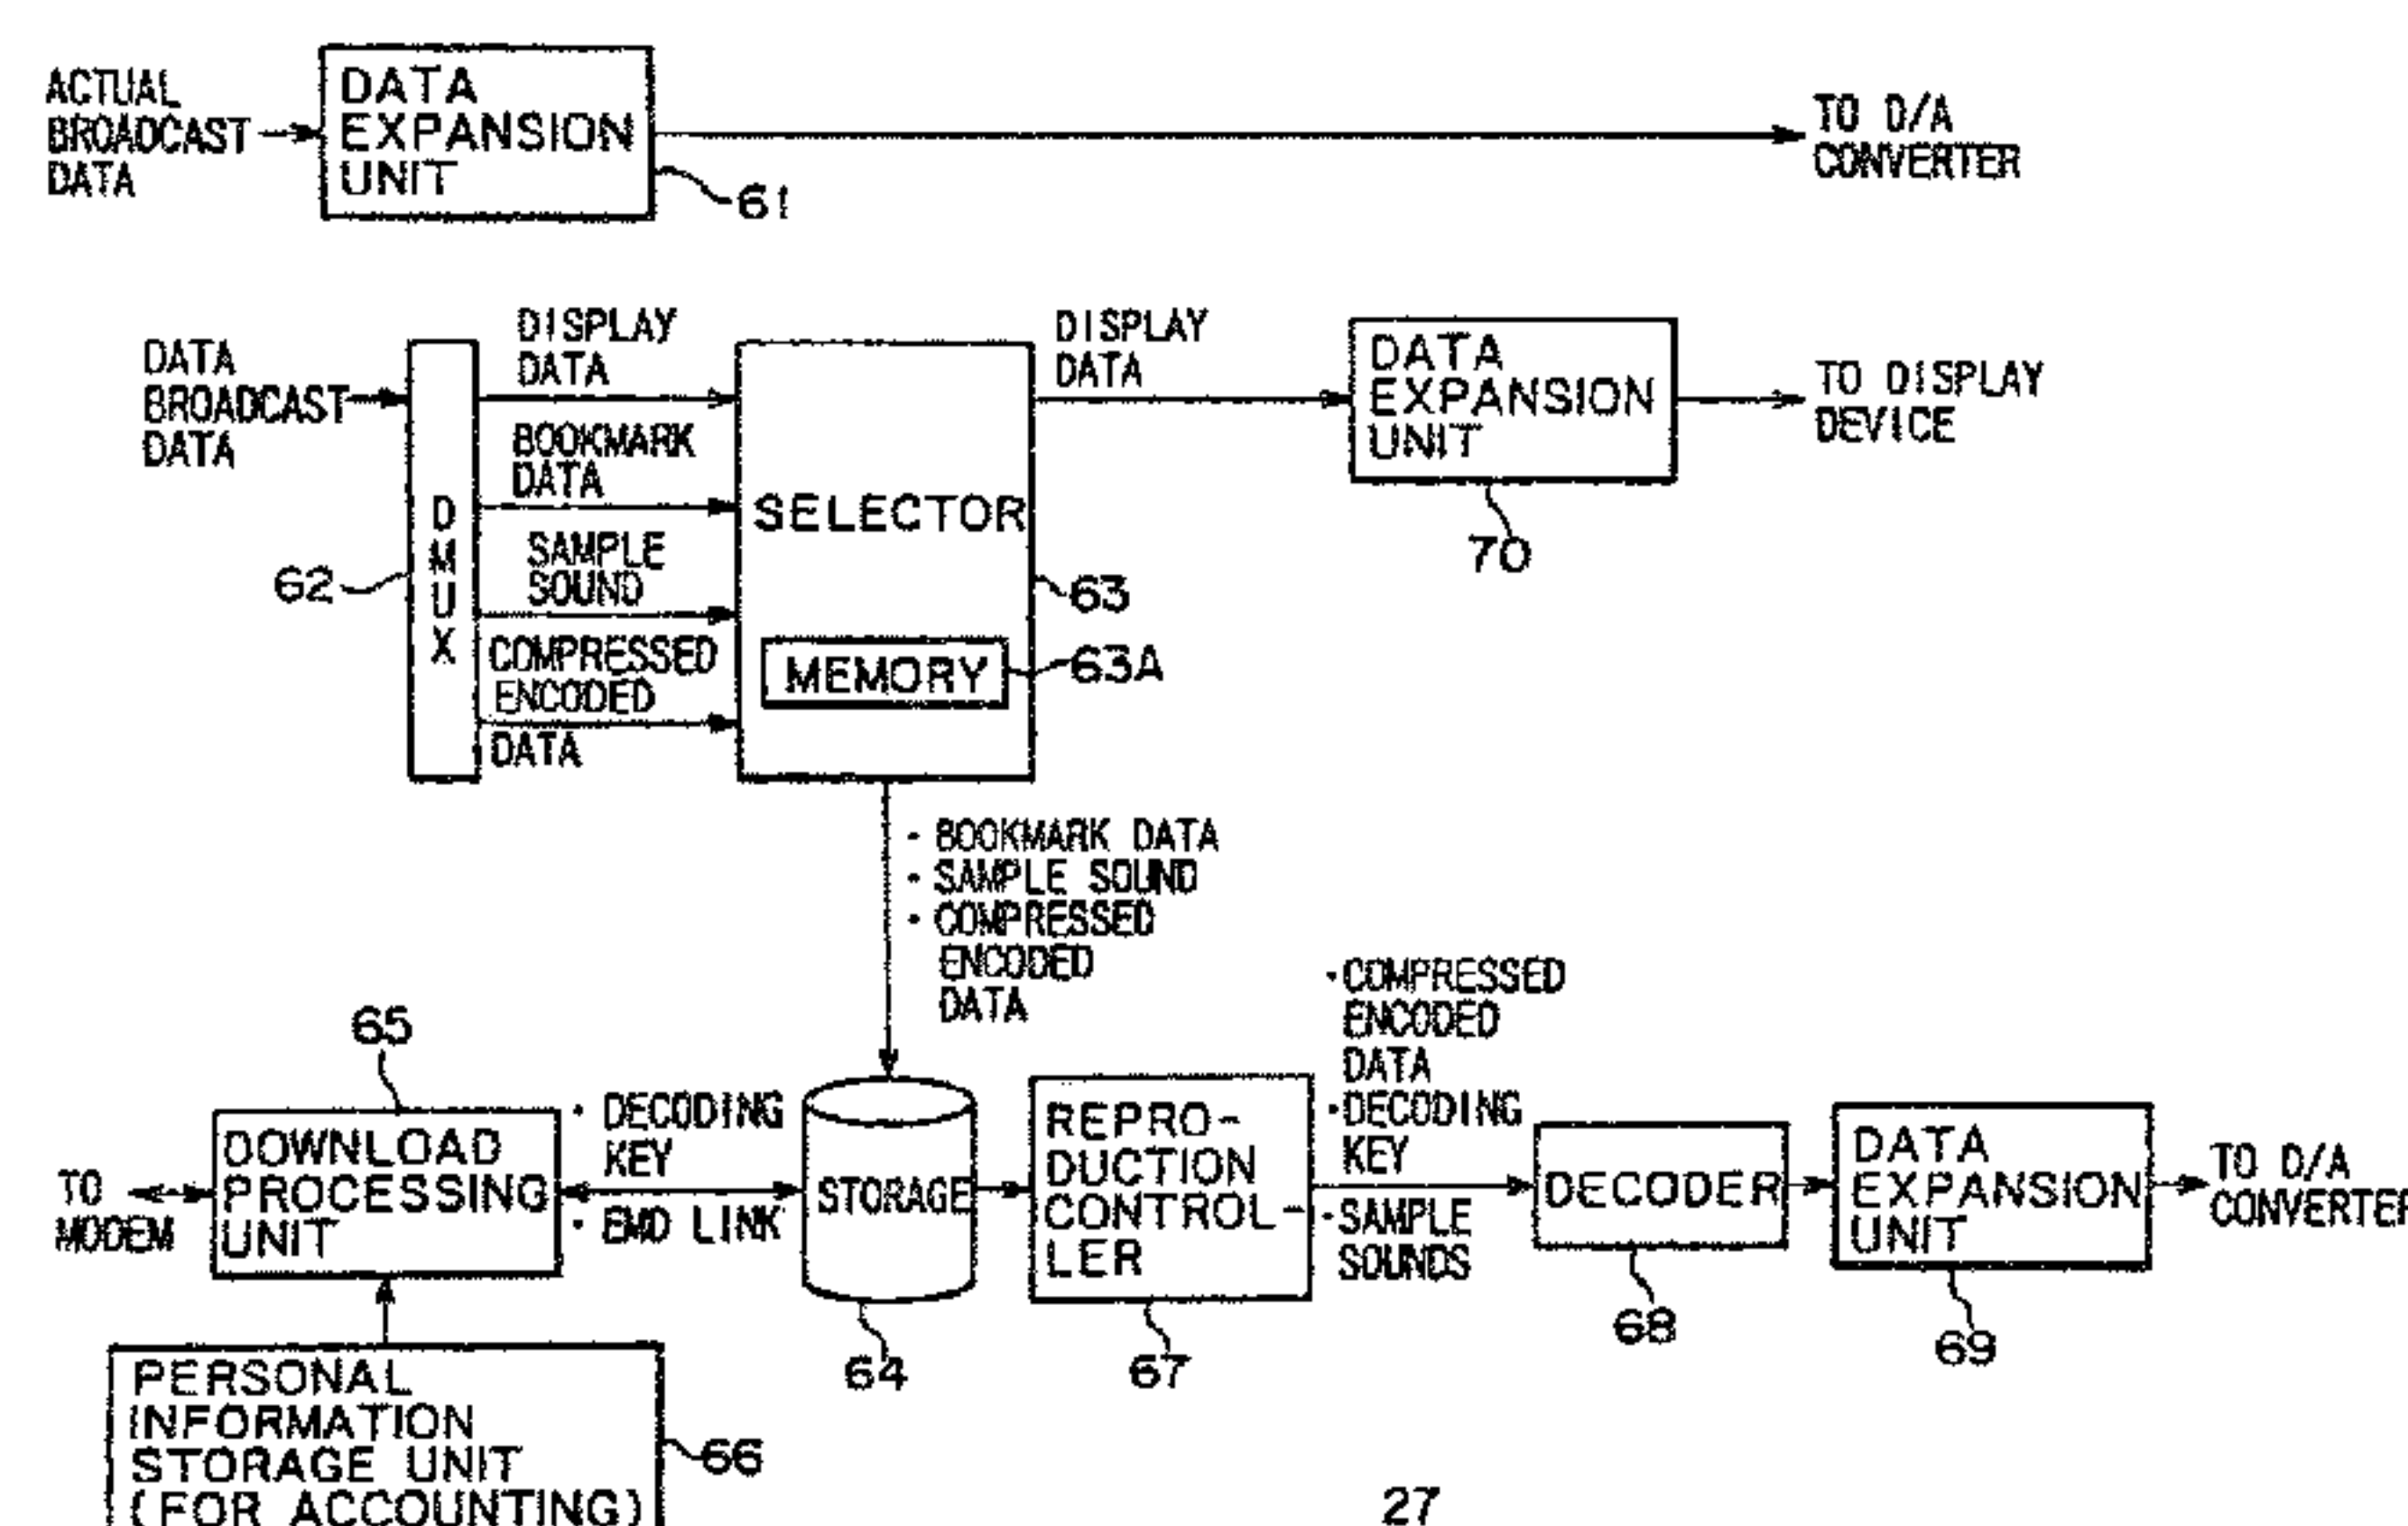 ACTUAL
BROADCAST
DATA
DATA
EXPANSION
UNIT
61
TO D/A
CONVERTER
DATA
BROADCAST
DATA
DMUX
62
DISPLAY
DATA
BOOKMARK
DATA
SAMPLE
SOUND
COMPRESSED
ENCODED
DATA
SELECTOR
MEMORY
63
63A
DISPLAY
DATA
DATA
EXPANSION
UNIT
70
TO DISPLAY
DEVICE
· BOOKMARK DATA
· SAMPLE SOUND
· COMPRESSED
ENCODED
DATA
65
TO
MODEM
DOWNLOAD
PROCESSING
UNIT
· DECODING
KEY
· EMD LINK
STORAGE
64
REPRO-
DUCTION
CONTROL-
LER
67
· COMPRESSED
ENCODED
DATA
· DECODING
KEY
· SAMPLE
SOUNDS
DECODER
68
DATA
EXPANSION
UNIT
69
TO D/A
CONVERTER
PERSONAL
INFORMATION
STORAGE UNIT
(FOR ACCOUNTING)
66
27